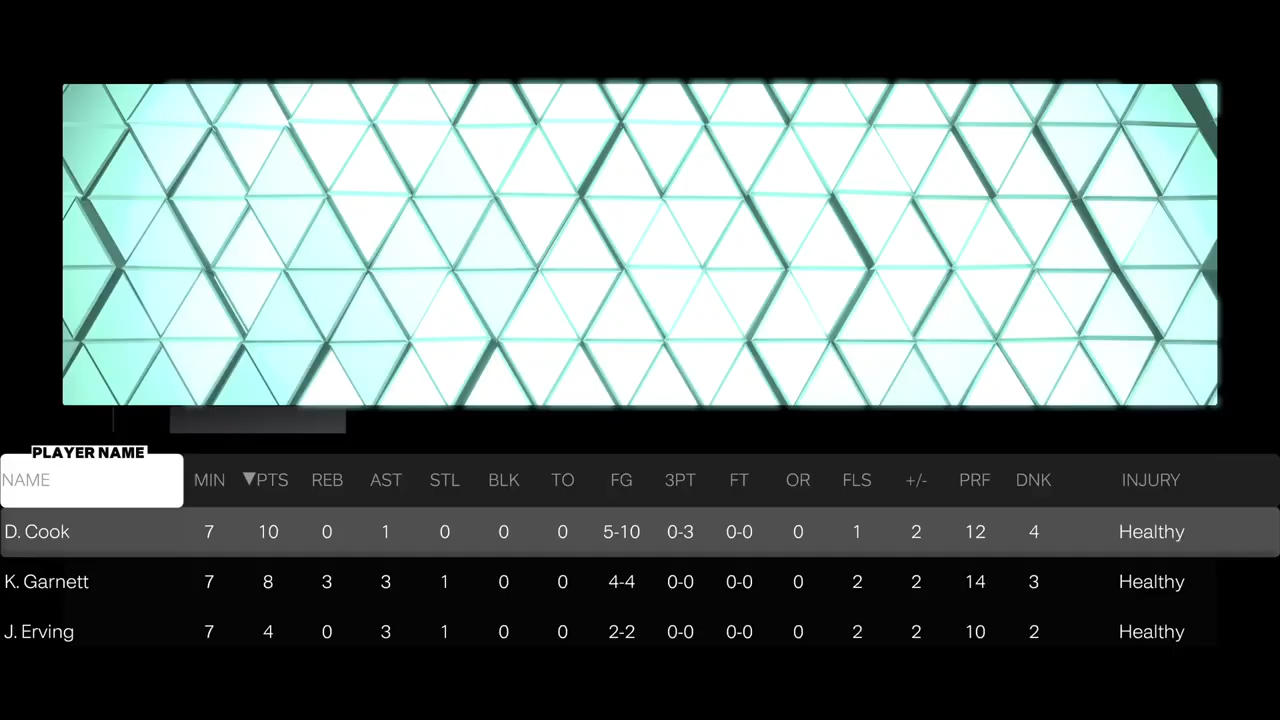 PLAYER NAME
NAME MIN ▼PTS REB AST STL BLK TO FG 3PT FT OR FLS +/- PRF DNK INJURY
D. Cook 7 10 0 1 0 0 0 5-10 0-3 0-0 0 1 2 12 4 Healthy
K. Garnett 7 8 3 3 1 0 0 4-4 0-0 0-0 0 2 2 14 3 Healthy
J. Erving 7 4 0 3 1 0 0 2-2 0-0 0-0 0 2 2 10 2 Healthy